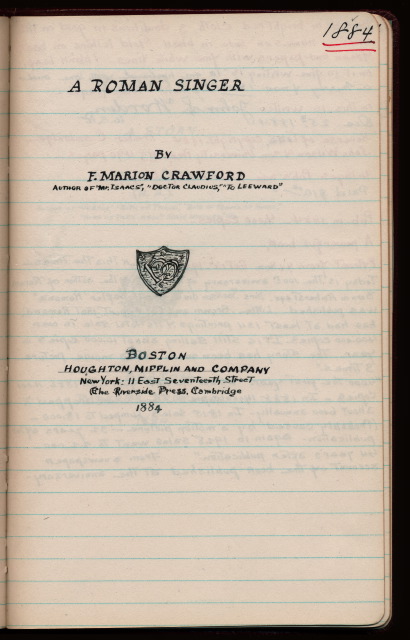 1884
A ROMAN SINGER
BY
F. MARION CRAWFORD
AUTHOR OF "MR. ISAACS", "DOCTOR CLAUDIUS," "TO LEEWARD"
BOSTON
HOUGHTON, MIFFLIN AND COMPANY
New York: 11 East Seventeenth Street
The Riverside Press, Cambridge
1884